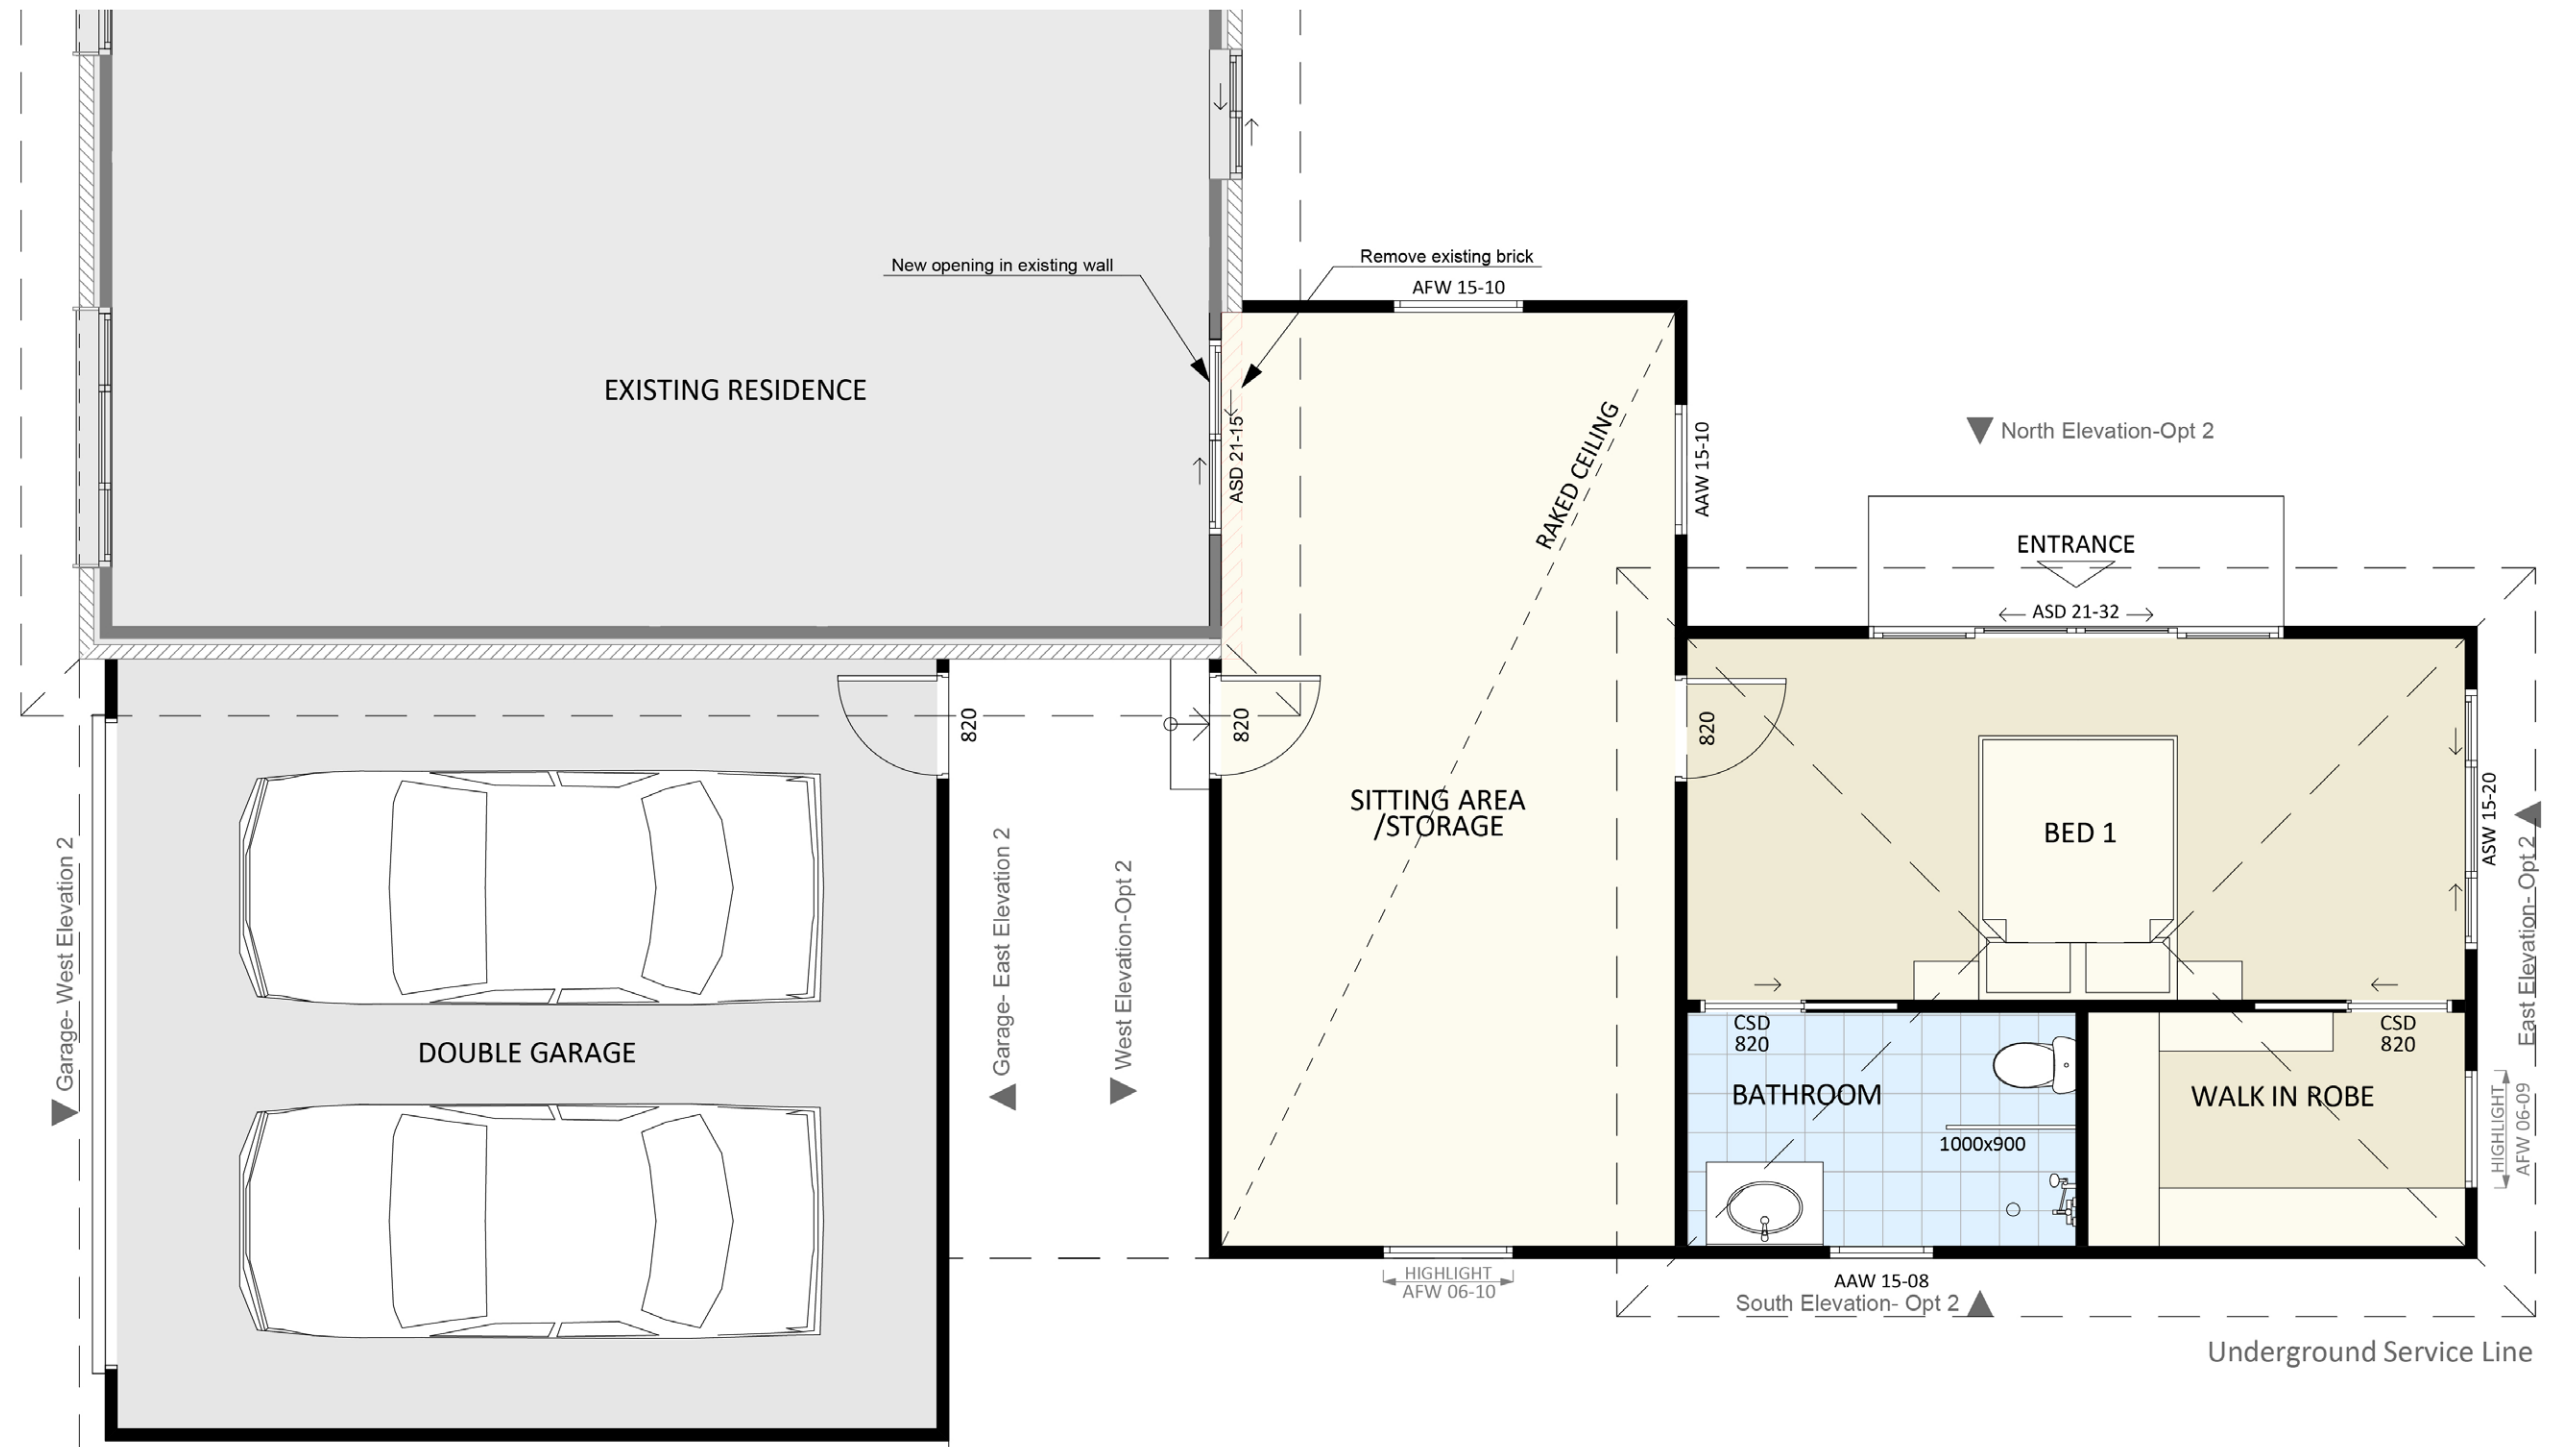 New opening in existing wall
Remove existing brick
AFW 15-10
EXISTING RESIDENCE
ASD 21-15
RAKED CEILING
AAW 15-10
North Elevation-Opt 2
ENTRANCE
ASD 21-32
820
820
820
SITTING AREA
/STORAGE
BED 1
ASW 15-20
East Elevation- Opt 2
Garage- West Elevation 2
Garage- East Elevation 2
West Elevation-Opt 2
DOUBLE GARAGE
CSD
820
CSD
820
BATHROOM
WALK IN ROBE
1000x900
HIGHLIGHT
AFW 06-09
HIGHLIGHT
AFW 06-10
AAW 15-08
South Elevation- Opt 2
Underground Service Line